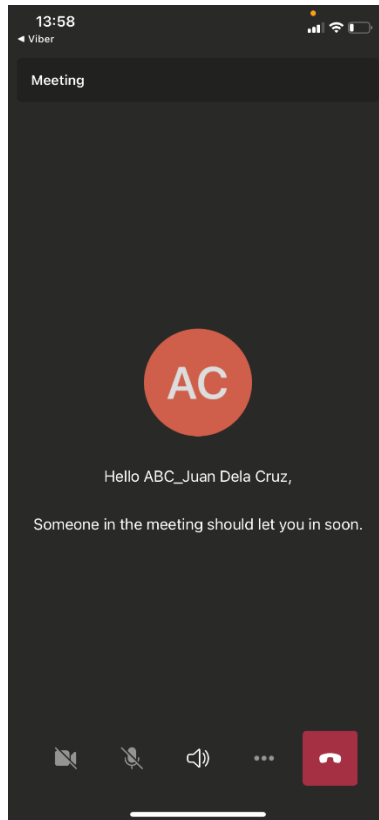 13:58
◀ Viber
Meeting
AC
Hello ABC_Juan Dela Cruz,
Someone in the meeting should let you in soon.